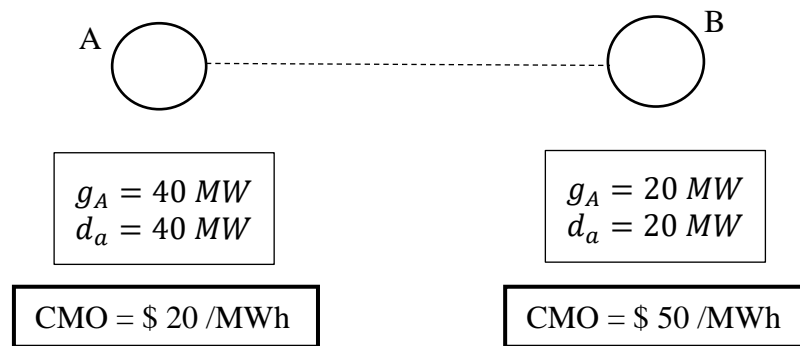 A
B
g_A = 40 MW
d_a = 40 MW
g_A = 20 MW
d_a = 20 MW
CMO = $ 20 /MWh
CMO = $ 50 /MWh